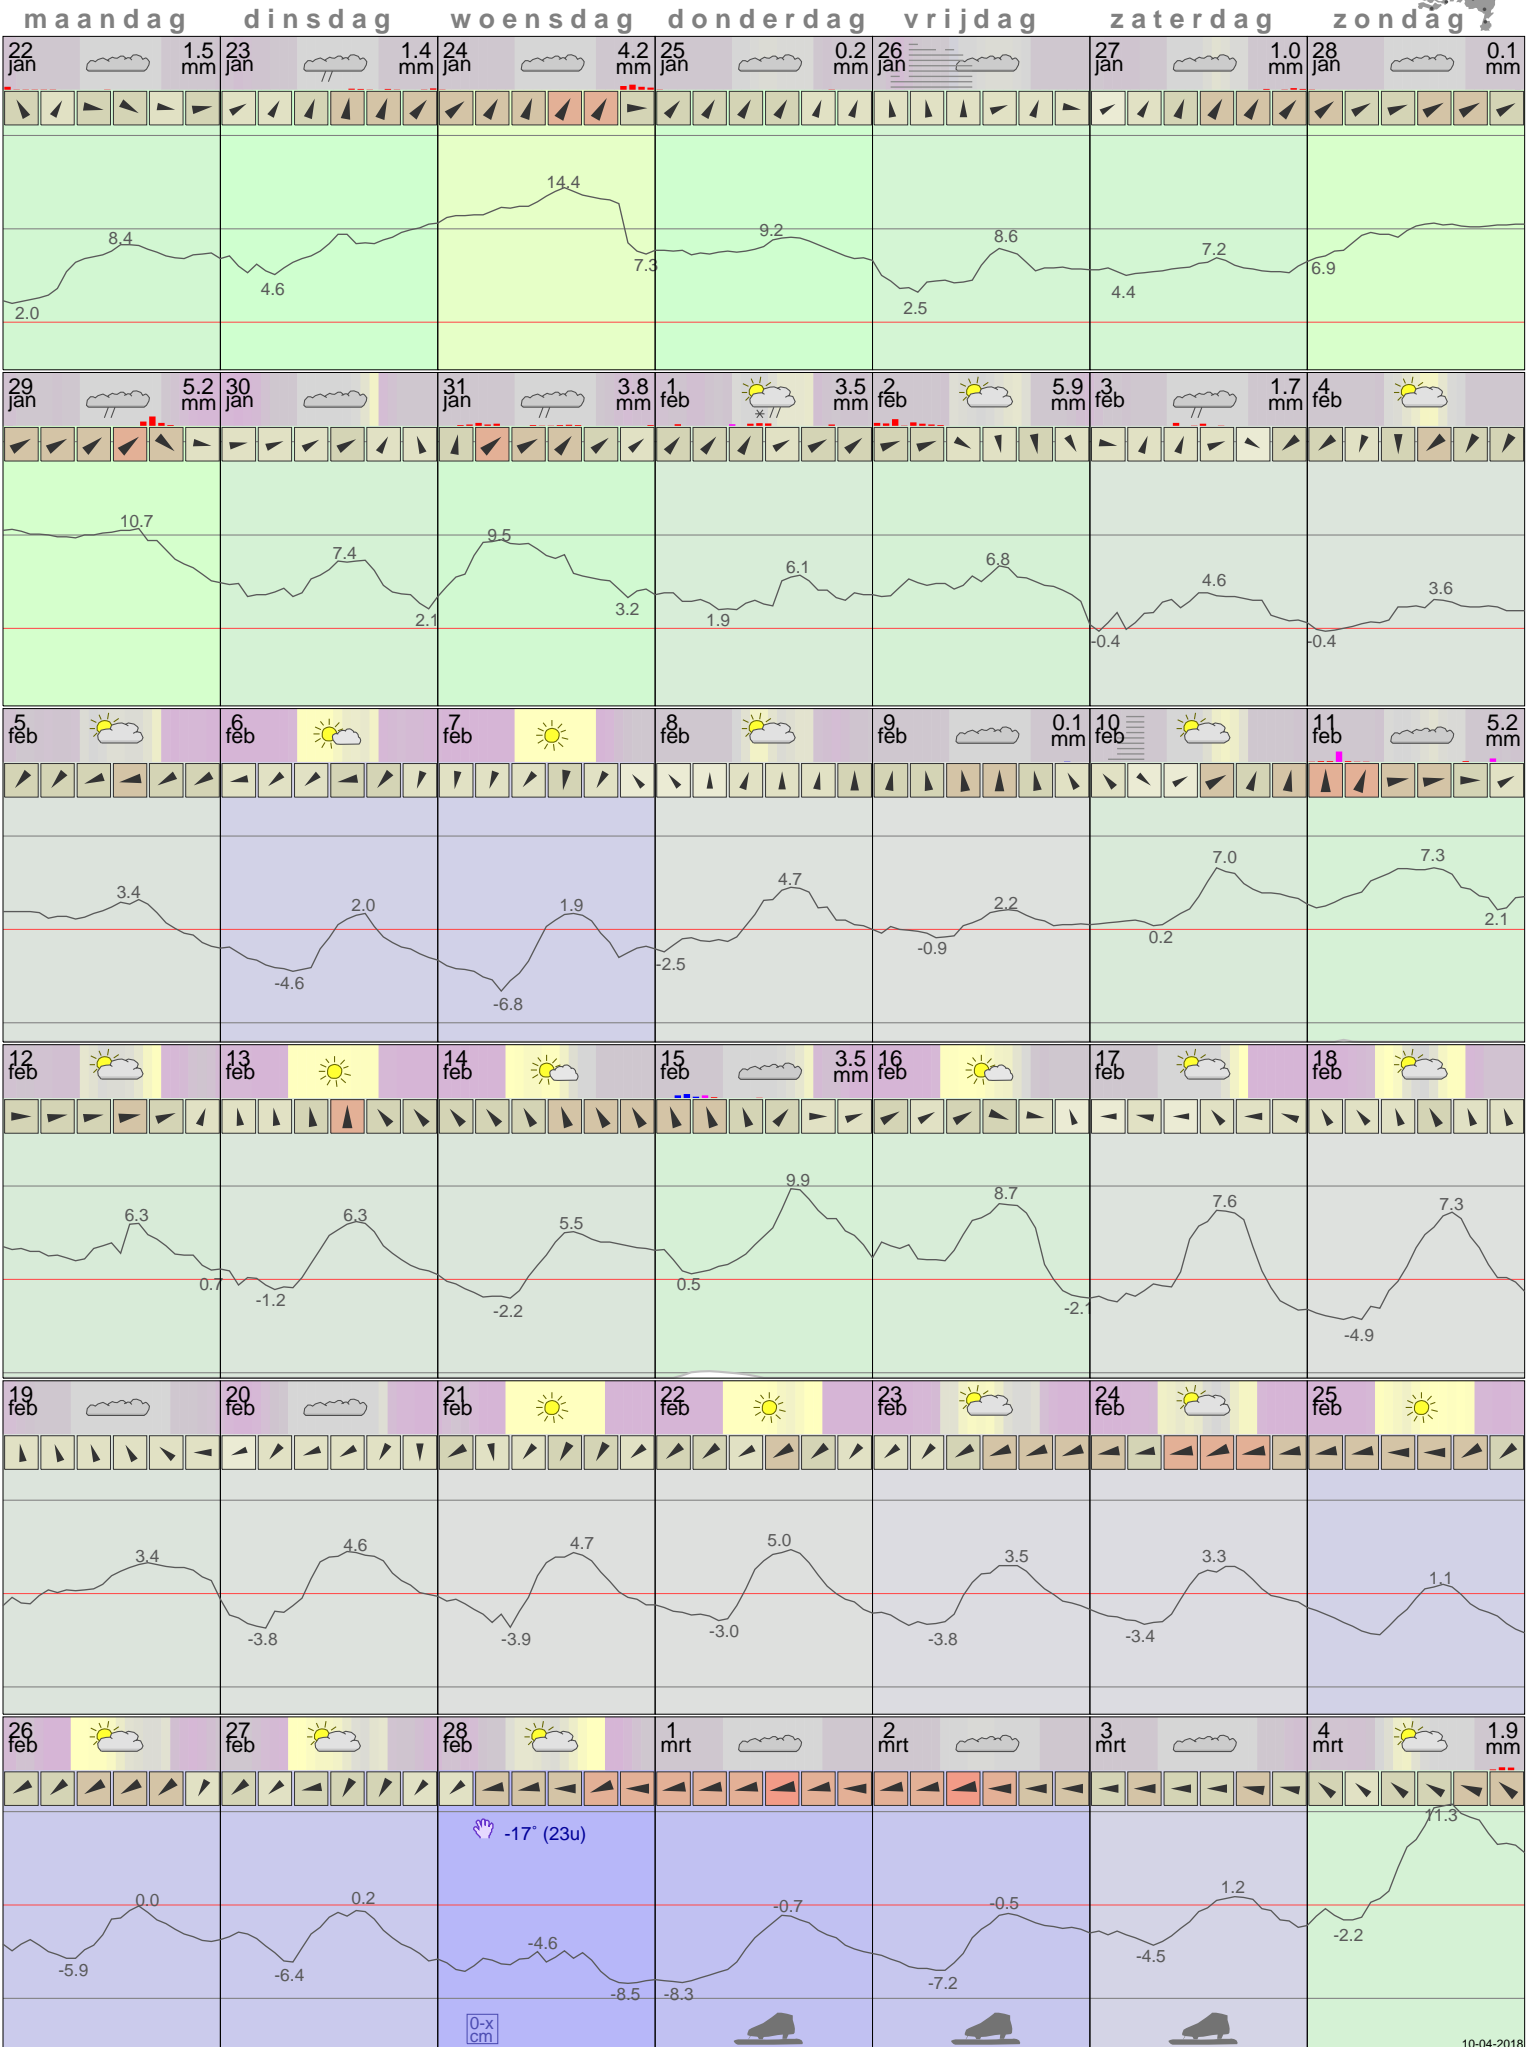 maandag dinsdag woensdag donderdag vrijdag zaterdag zondag
22 jan 1.5 mm 23 jan 1.4 mm 24 jan 4.2 mm 25 jan 0.2 mm 26 jan 27 jan 1.0 mm 28 jan 0.1 mm
14.4
8.4 9.2 8.6 7.2
7.3 6.9
4.6 4.4
2.0 2.5
29 jan 5.2 mm 30 jan 31 jan 3.8 mm 1 feb 3.5 mm 2 feb 5.9 mm 3 feb 1.7 mm 4 feb
10.7 9.5
7.4 6.1 6.8 4.6 3.6
2.1 3.2 1.9
-0.4 -0.4
5 feb 6 feb 7 feb 8 feb 9 feb 0.1 mm 10 feb 11 feb 5.2 mm
3.4 2.0 1.9 4.7 2.2 7.0 7.3
-4.6 -6.8 -2.5 -0.9 0.2 2.1
12 feb 13 feb 14 feb 15 feb 3.5 mm 16 feb 17 feb 18 feb
6.3 6.3 5.5 9.9 8.7 7.6 7.3
0.7 -1.2 -2.2 0.5 -2.1 -4.9
19 feb 20 feb 21 feb 22 feb 23 feb 24 feb 25 feb
3.4 4.6 4.7 5.0 3.5 3.3 1.1
-3.8 -3.9 -3.0 -3.8 -3.4
26 feb 27 feb 28 feb 1 mrt 2 mrt 3 mrt 4 mrt 1.9 mm
11.3
-17° (23u)
0.0 0.2 -4.6 -0.7 -0.5 1.2
-5.9 -6.4 -8.5 -8.3 -7.2 -4.5 -2.2
0-x
cm
10-04-2018